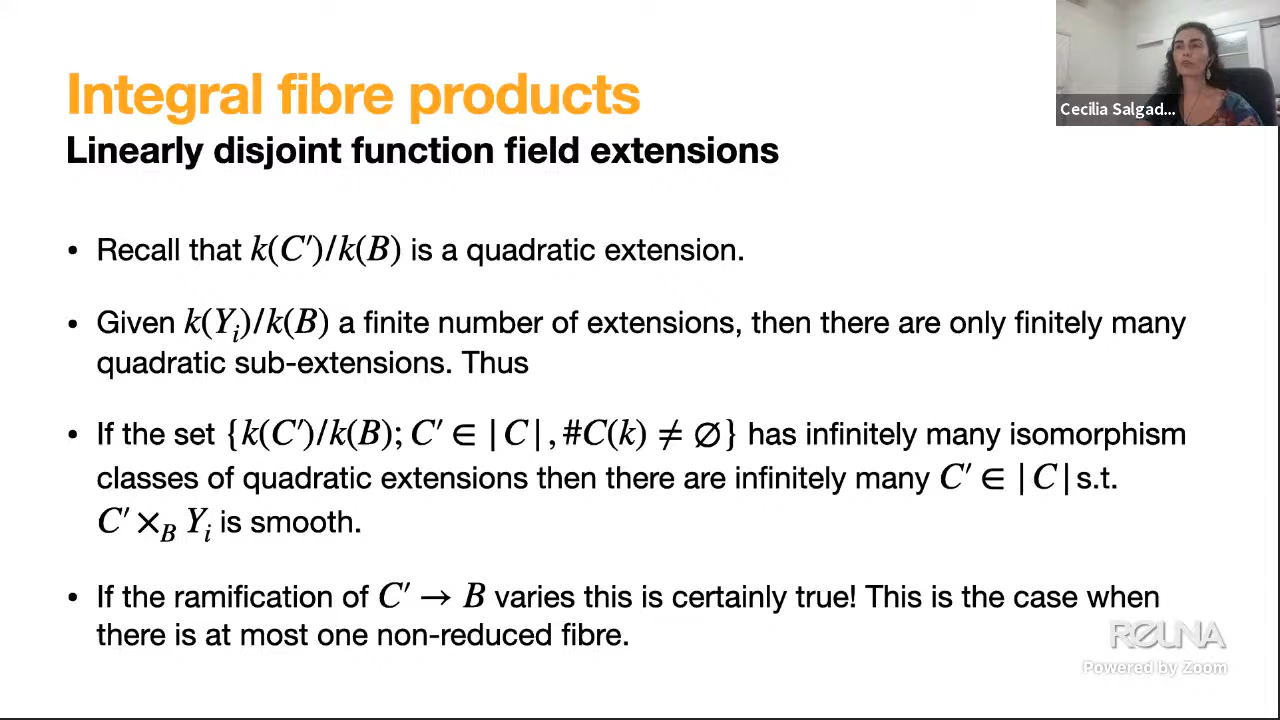 Integral fibre products
Linearly disjoint function field extensions
Cecilia Salgad...
• Recall that k(C′)/k(B) is a quadratic extension.
• Given k(Yᵢ)/k(B) a finite number of extensions, then there are only finitely many
quadratic sub-extensions. Thus
• If the set {k(C′)/k(B); C′ ∈ |C|, #C(k) ≠ ∅} has infinitely many isomorphism
classes of quadratic extensions then there are infinitely many C′ ∈ |C| s.t.
C′ ×_B Yᵢ is smooth.
• If the ramification of C′ → B varies this is certainly true! This is the case when
there is at most one non-reduced fibre.
REUNA
Powered by Zoom